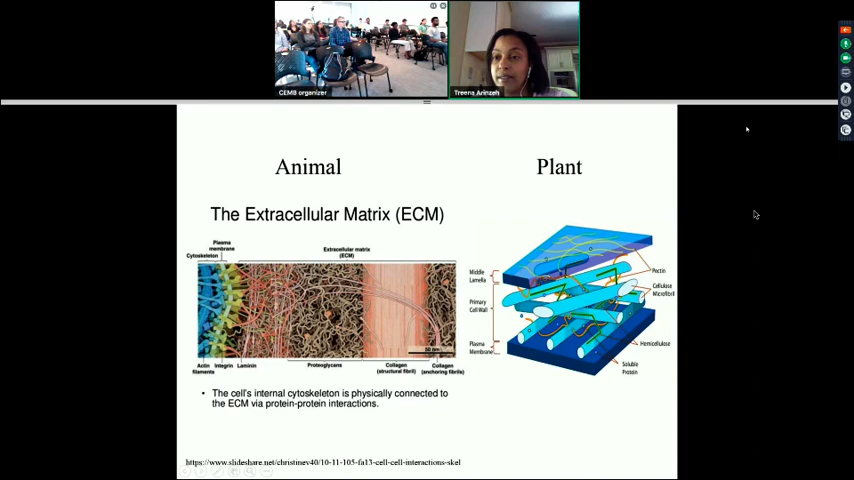 CEMB organizer
Treena Arinzeh
Animal
Plant
The Extracellular Matrix (ECM)
Plasma
membrane
Cytoskeleton
Extracellular matrix
(ECM)
50 nm
Actin
filaments
Integrin
Laminin
Proteoglycans
Collagen
(structural fibril)
Collagen
(anchoring fibrils)
Middle
Lamella
Primary
Cell Wall
Plasma
Membrane
Pectin
Cellulose
Microfibril
Hemicellulose
Soluble
Protein
• The cell's internal cytoskeleton is physically connected to
the ECM via protein-protein interactions.
https://www.slideshare.net/christinev40/10-11-105-fa13-cell-cell-interactions-skel